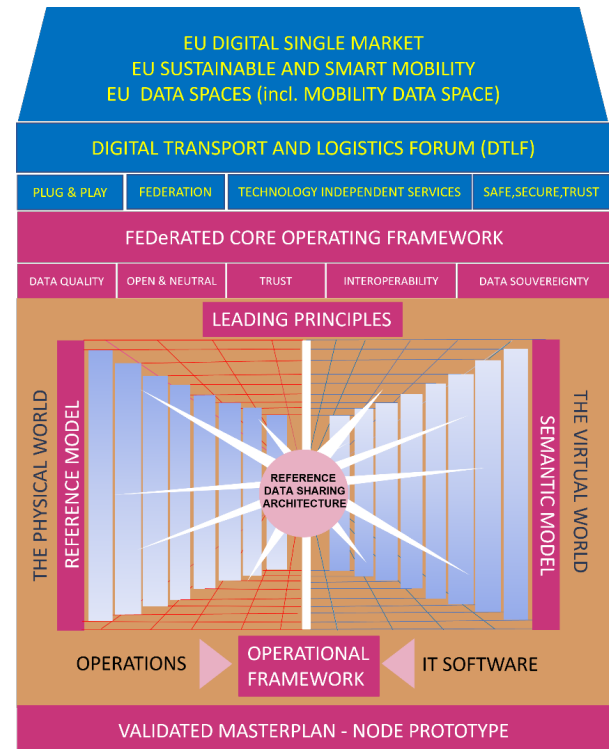 EU DIGITAL SINGLE MARKET
EU SUSTAINABLE AND SMART MOBILITY
EU DATA SPACES (incl. MOBILITY DATA SPACE)
DIGITAL TRANSPORT AND LOGISTICS FORUM (DTLF)
PLUG & PLAY
FEDERATION
TECHNOLOGY INDEPENDENT SERVICES
SAFE,SECURE,TRUST
FEDeRATED CORE OPERATING FRAMEWORK
DATA QUALITY
OPEN & NEUTRAL
TRUST
INTEROPERABILITY
DATA SOUVEREIGNTY
LEADING PRINCIPLES
THE PHYSICAL WORLD
REFERENCE MODEL
REFERENCE
DATA SHARING
ARCHITECTURE
SEMANTIC MODEL
THE VIRTUAL WORLD
OPERATIONS
OPERATIONAL
FRAMEWORK
IT SOFTWARE
VALIDATED MASTERPLAN - NODE PROTOTYPE